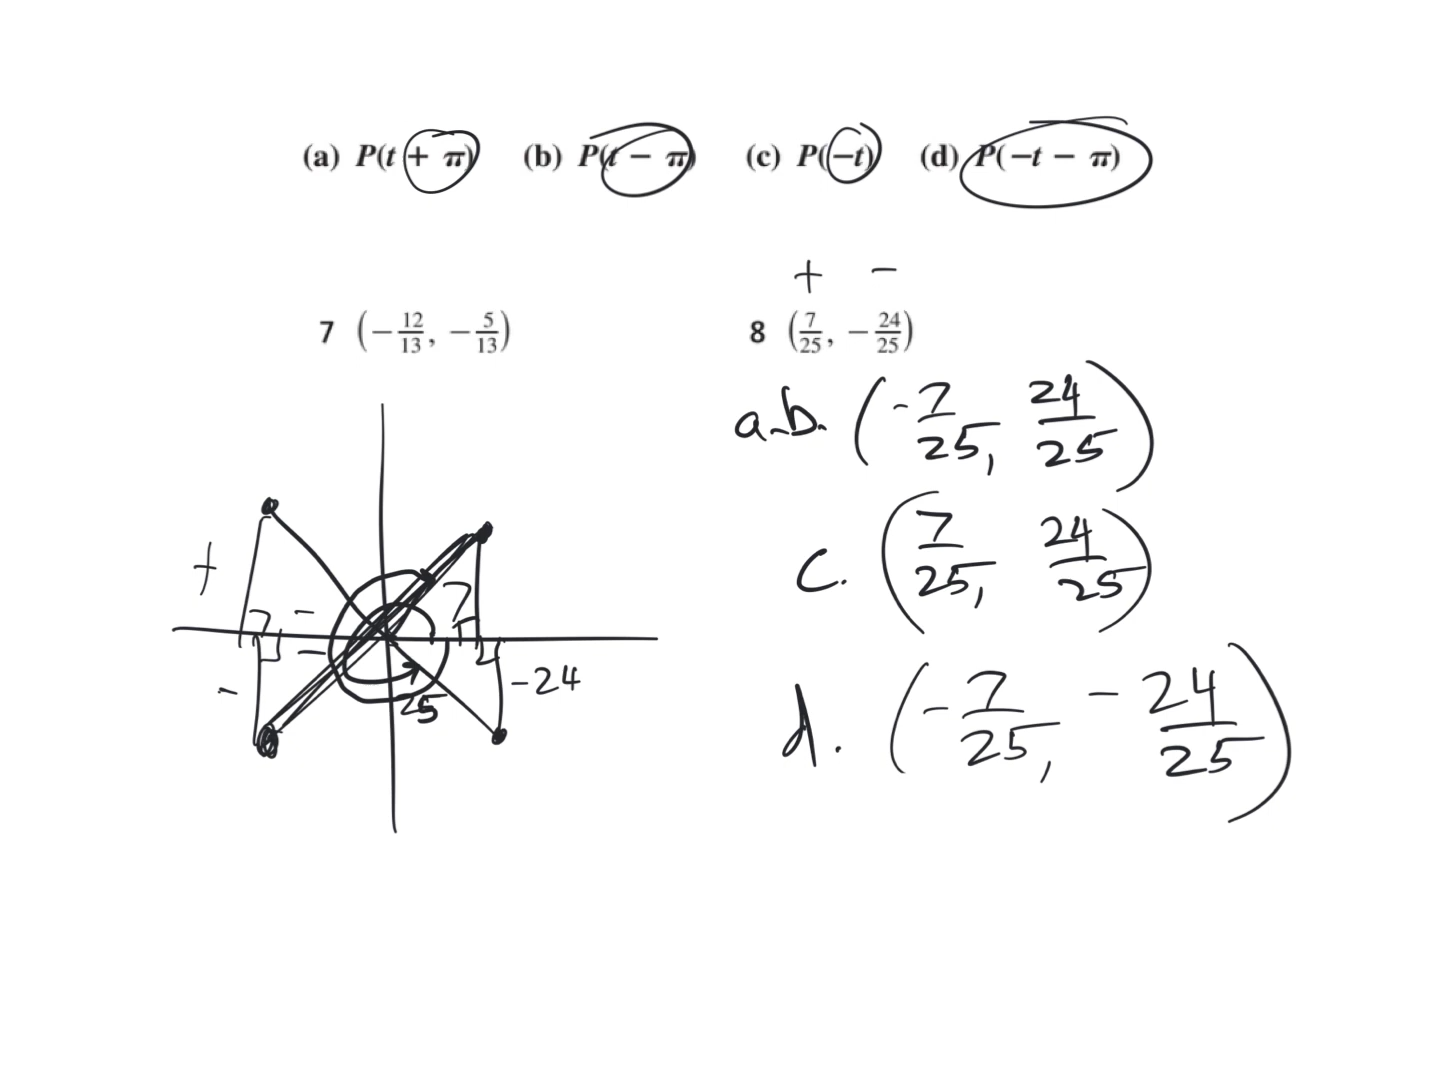 (a) P(t + π) (b) P(t − π) (c) P(−t) (d) P(−t − π)
+ −
7 (−12/13, −5/13) 8 (7/25, −24/25)
a.b. (-7/25, 24/25)
c. (7/25, 24/25)
d. (-7/25, -24/25)
+ − 7
− − 25 -24